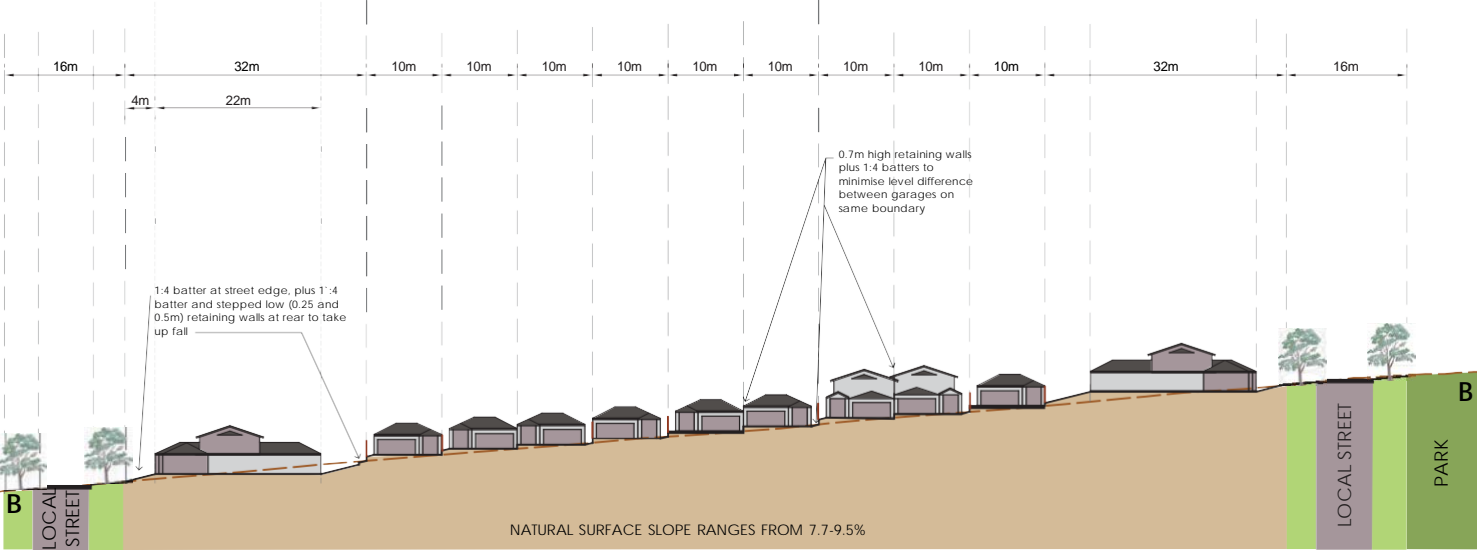 16m
32m
10m
10m
10m
10m
10m
10m
10m
10m
10m
32m
16m
4m
22m
0.7m high retaining walls
plus 1:4 batters to
minimise level difference
between garages on
same boundary
1:4 batter at street edge, plus 1:4
batter and stepped low (0.25 and
0.5m) retaining walls at rear to take
up fall
B
B
LOCAL
STREET
LOCAL STREET
PARK
NATURAL SURFACE SLOPE RANGES FROM 7.7-9.5%